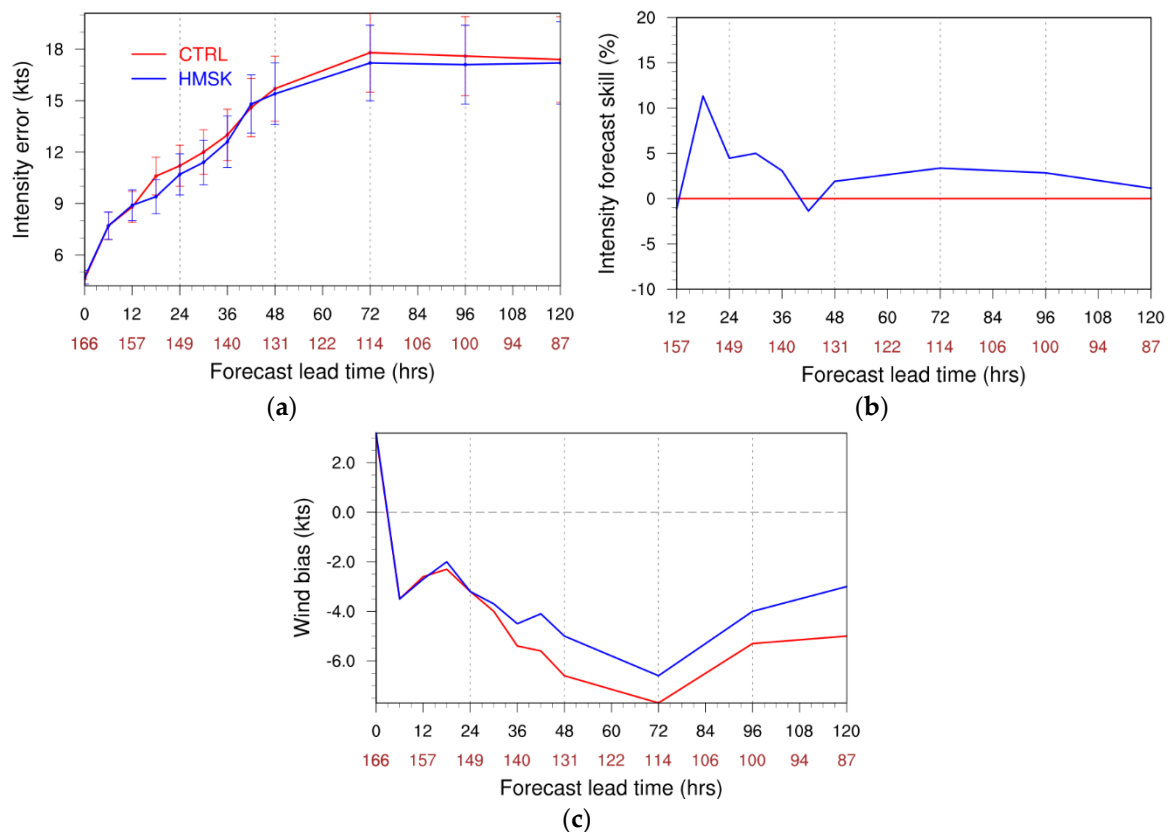 Intensity error (kts)
18
15
12
9
6
CTRL
HMSK
0 12 24 36 48 60 72 84 96 108 120
166 157 149 140 131 122 114 106 100 94 87
Forecast lead time (hrs)
(a)
Intensity forecast skill (%)
20
15
10
5
0
-5
-10
12 24 36 48 60 72 84 96 108 120
157 149 140 131 122 114 106 100 94 87
Forecast lead time (hrs)
(b)
Wind bias (kts)
2.0
0.0
-2.0
-4.0
-6.0
0 12 24 36 48 60 72 84 96 108 120
166 157 149 140 131 122 114 106 100 94 87
Forecast lead time (hrs)
(c)